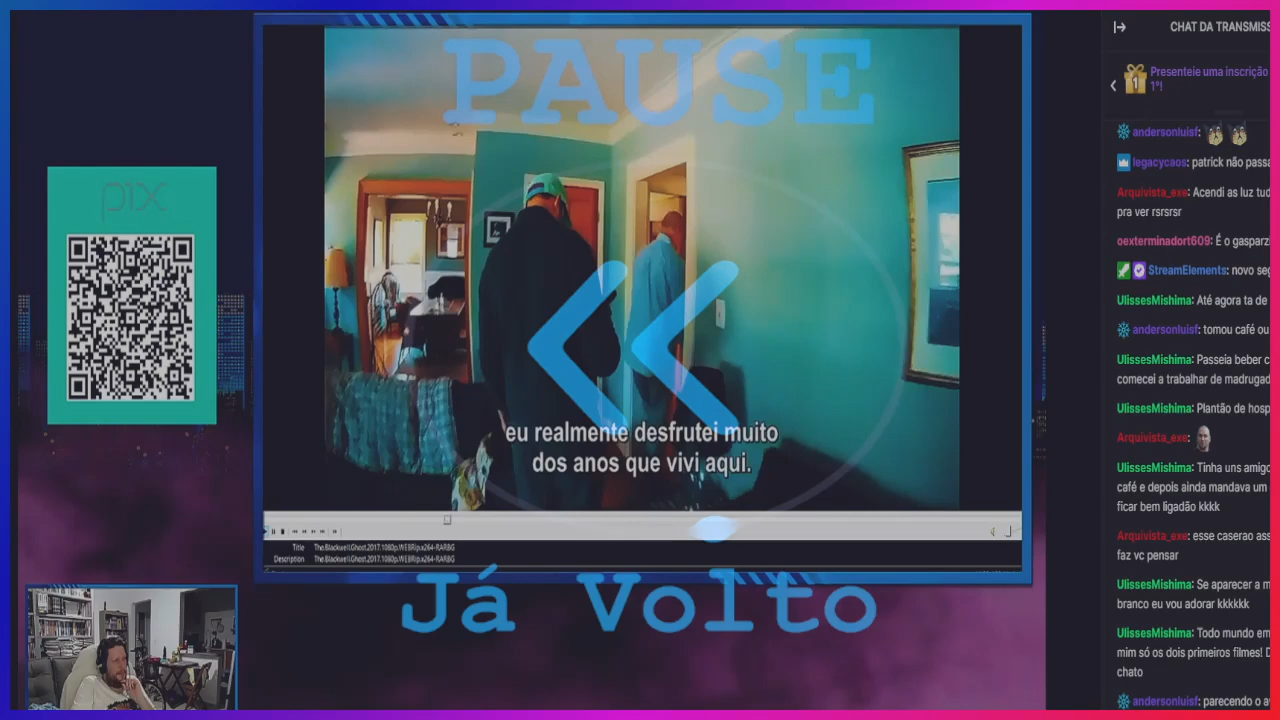 PAUSE
pix
eu realmente desfrutei muito
dos anos que vivi aqui.
Title The.Blackwell.Ghost.2017.1080p.WEBRip.x264-RARBG
Description The.Blackwell.Ghost.2017.1080p.WEBRip.x264-RARBG
Já Volto
CHAT DA TRANSMISS
1
Presenteie uma inscrição
1º!
andersonluisf:
legacycaos: patrick não passa
Arquivista_exe: Acendi as luz tud
pra ver rsrsrsr
oexterminadort609: É o gasparz
StreamElements: novo seg
UlissesMishima: Até agora ta de
andersonluisf: tomou café ou
UlissesMishima: Passeia beber c
comecei a trabalhar de madrugad
UlissesMishima: Plantão de hosp
Arquivista_exe:
UlissesMishima: Tinha uns amigo
café e depois ainda mandava um
ficar bem ligadão kkkk
Arquivista_exe: esse caserao ass
faz vc pensar
UlissesMishima: Se aparecer a m
branco eu vou adorar kkkkkk
UlissesMishima: Todo mundo em
mim só os dois primeiros filmes! D
chato
andersonluisf: parecendo o a